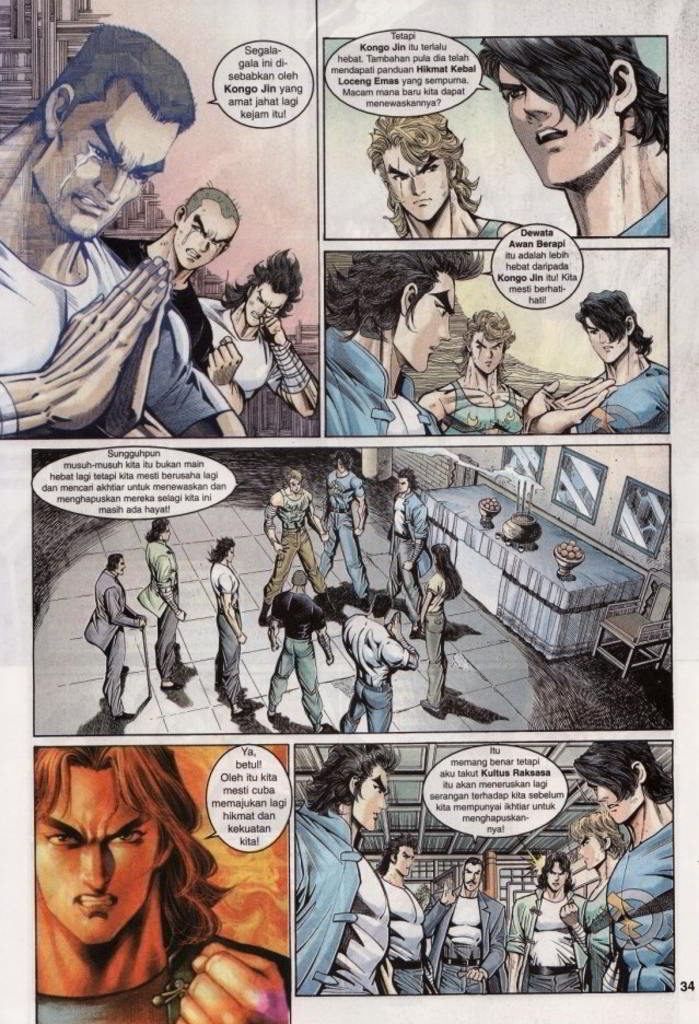 Segala-
gala ini di-
sebabkan oleh
Kongo Jin yang
amat jahat lagi
kejam itu!
Tetapi
Kongo Jin itu terlalu
hebat. Tambahan pula dia telah
mendapati panduan Hikmat Kebal
Loceng Emas yang sempurna.
Macam mana baru kita dapat
menewaskannya?
Dewata
Awan Berapi
itu adalah lebih
hebat daripada
Kongo Jin itu! Kita
mesti berhati-
hati!
Sungguhpun
musuh-musuh kita itu bukan main
hebat lagi tetapi kita mesti berusaha lagi
dan mencari akhtiar untuk menewaskan dan
menghapuskan mereka selagi kita ini
masih ada hayat!
Ya,
betul!
Oleh itu kita
mesti cuba
memajukan lagi
hikmat dan
kekuatan
kita!
Itu
memang benar tetapi
aku takut Kultus Raksasa
itu akan meneruskan lagi
serangan terhadap kita sebelum
kita mempunyai ikhtiar untuk
menghapuskan-
nya!
34